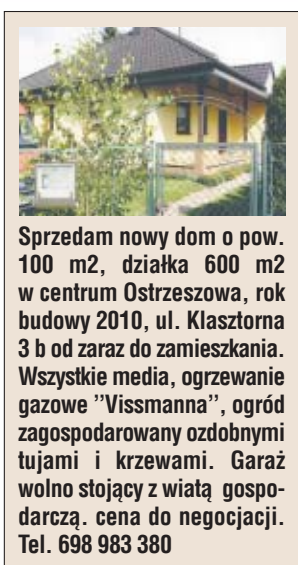 Sprzedam nowy dom o pow.
100 m2, działka 600 m2
w centrum Ostrzeszowa, rok
budowy 2010, ul. Klasztorna
3 b od zaraz do zamieszkania.
Wszystkie media, ogrzewanie
gazowe ''Vissmanna'', ogród
zagospodarowany ozdobnymi
tujami i krzewami. Garaż
wolno stojący z wiatą gospo-
darczą. cena do negocjacji.
Tel. 698 983 380